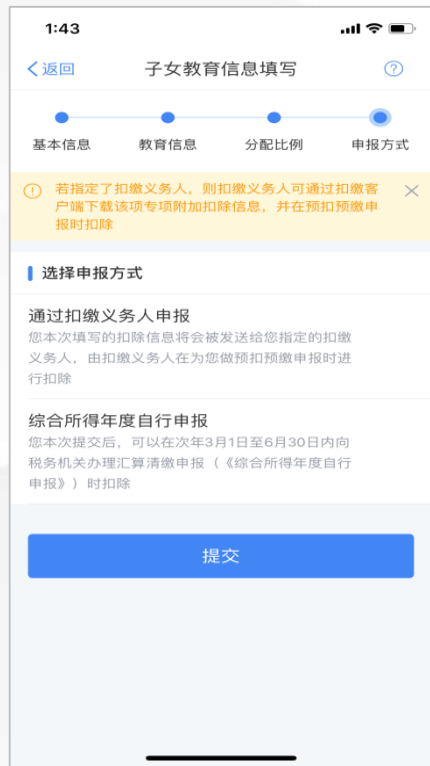 1:43
返回 子女教育信息填写
基本信息 教育信息 分配比例 申报方式
若指定了扣缴义务人，则扣缴义务人可通过扣缴客
户端下载该项专项附加扣除信息，并在预扣预缴申
报时扣除
选择申报方式
通过扣缴义务人申报
您本次填写的扣除信息将会被发送给您指定的扣缴
义务人，由扣缴义务人在为您做预扣预缴申报时进
行扣除
综合所得年度自行申报
您本次提交后，可以在次年3月1日至6月30日内向
税务机关办理汇算清缴申报（《综合所得年度自行
申报》）时扣除
提交